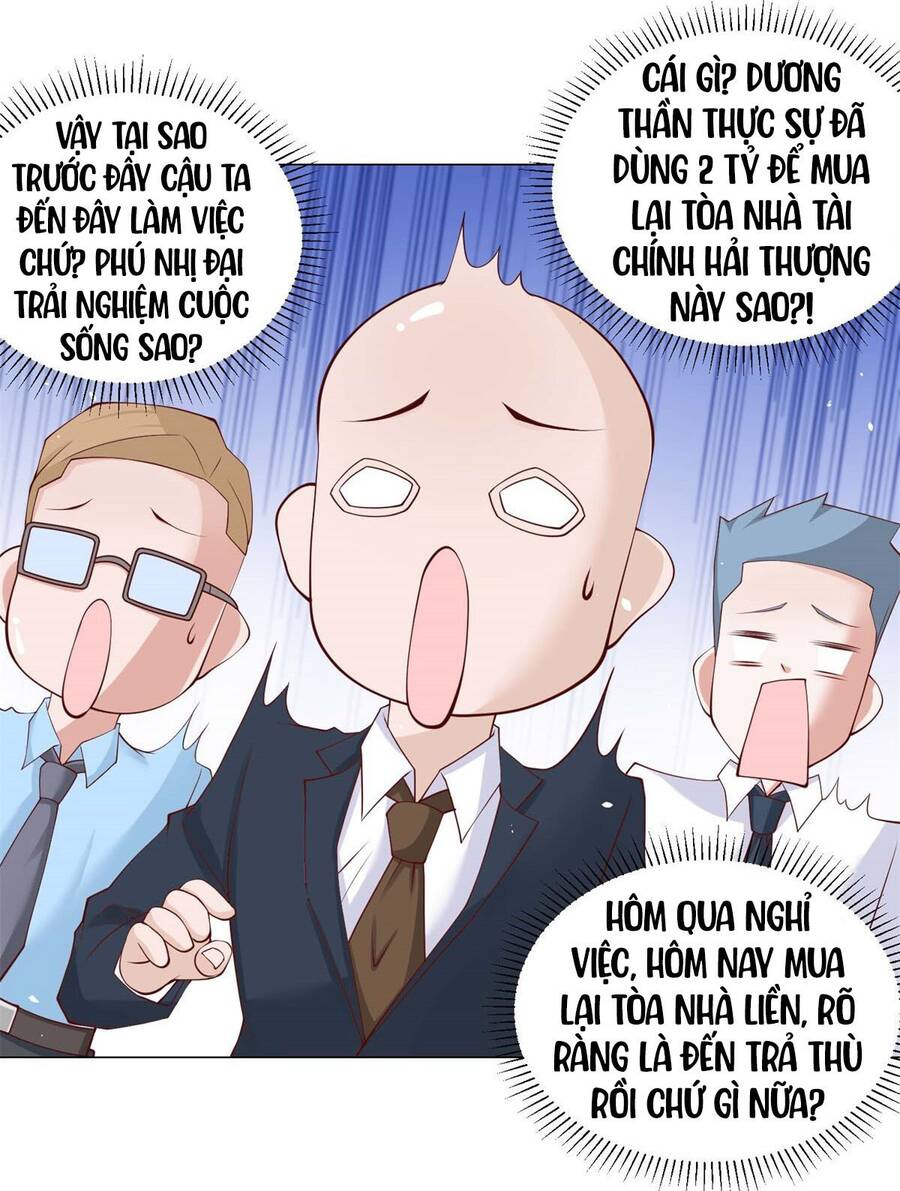 CÁI GÌ? DƯƠNG
THẦN THỰC SỰ ĐÃ
DÙNG 2 TỶ ĐỂ MUA
LẠI TÒA NHÀ TÀI
CHÍNH HẢI THƯỢNG
NÀY SAO?!
VẬY TẠI SAO
TRƯỚC ĐÂY CẬU TA
ĐẾN ĐÂY LÀM VIỆC
CHỨ? PHÚ NHỊ ĐẠI
TRẢI NGHIỆM CUỘC
SỐNG SAO?
HÔM QUA NGHỈ
VIỆC, HÔM NAY MUA
LẠI TÒA NHÀ LIỀN, RÕ
RÀNG LÀ ĐẾN TRẢ THÙ
RỒI CHỨ GÌ NỮA?